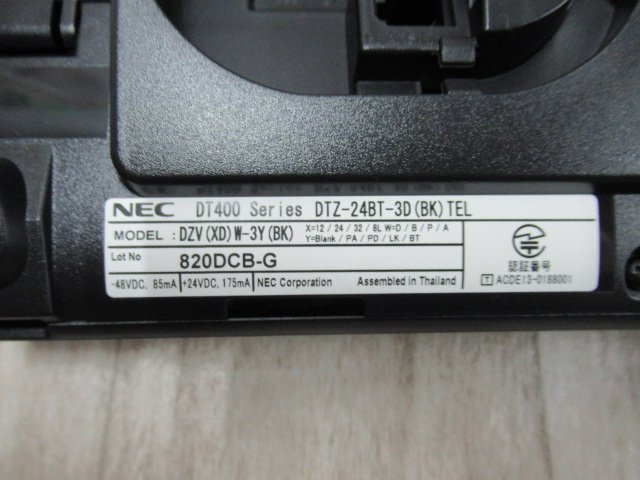 NEC DT400 Series DTZ-24BT-3D(BK)TEL
MODEL : DZV(XD)W-3Y(BK) X=12 / 24 / 32 / 8L W=D / B / P / A
Y=Blank / PA / PD / LK / BT
Lot No 820DCB-G
-48VDC, 85mA +24VDC, 175mA NEC Corporation Assembled in Thailand
認証番号
T ACDE13-0188001